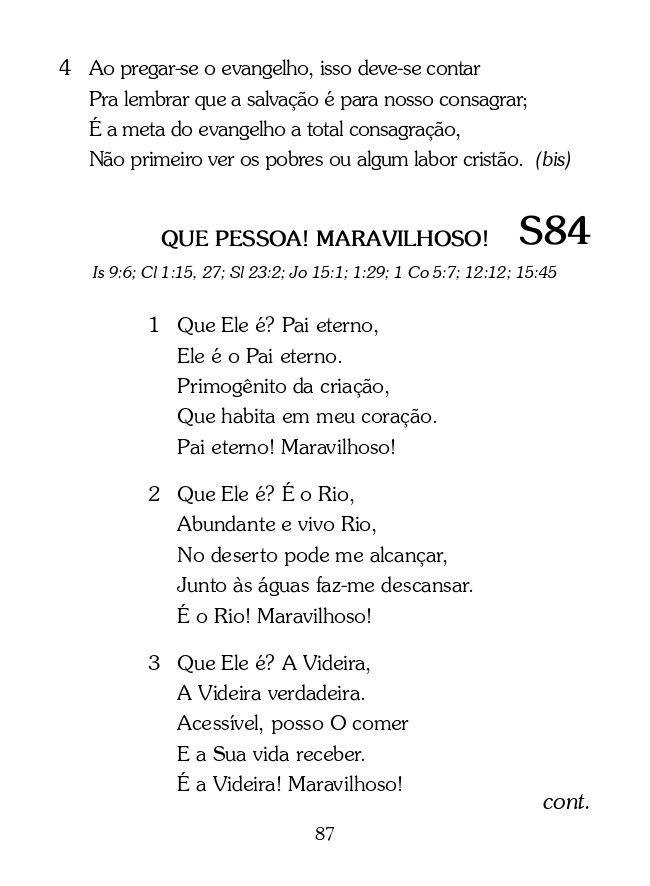 4 Ao pregar-se o evangelho, isso deve-se contar
Pra lembrar que a salvação é para nosso consagrar;
É a meta do evangelho a total consagração,
Não primeiro ver os pobres ou algum labor cristão. (bis)
QUE PESSOA! MARAVILHOSO! S84
Is 9:6; Cl 1:15, 27; Sl 23:2; Jo 15:1; 1:29; 1 Co 5:7; 12:12; 15:45
1 Que Ele é? Pai eterno,
Ele é o Pai eterno.
Primogênito da criação,
Que habita em meu coração.
Pai eterno! Maravilhoso!
2 Que Ele é? É o Rio,
Abundante e vivo Rio,
No deserto pode me alcançar,
Junto às águas faz-me descansar.
É o Rio! Maravilhoso!
3 Que Ele é? A Videira,
A Videira verdadeira.
Acessível, posso O comer
E a Sua vida receber.
É a Videira! Maravilhoso!
cont.
87